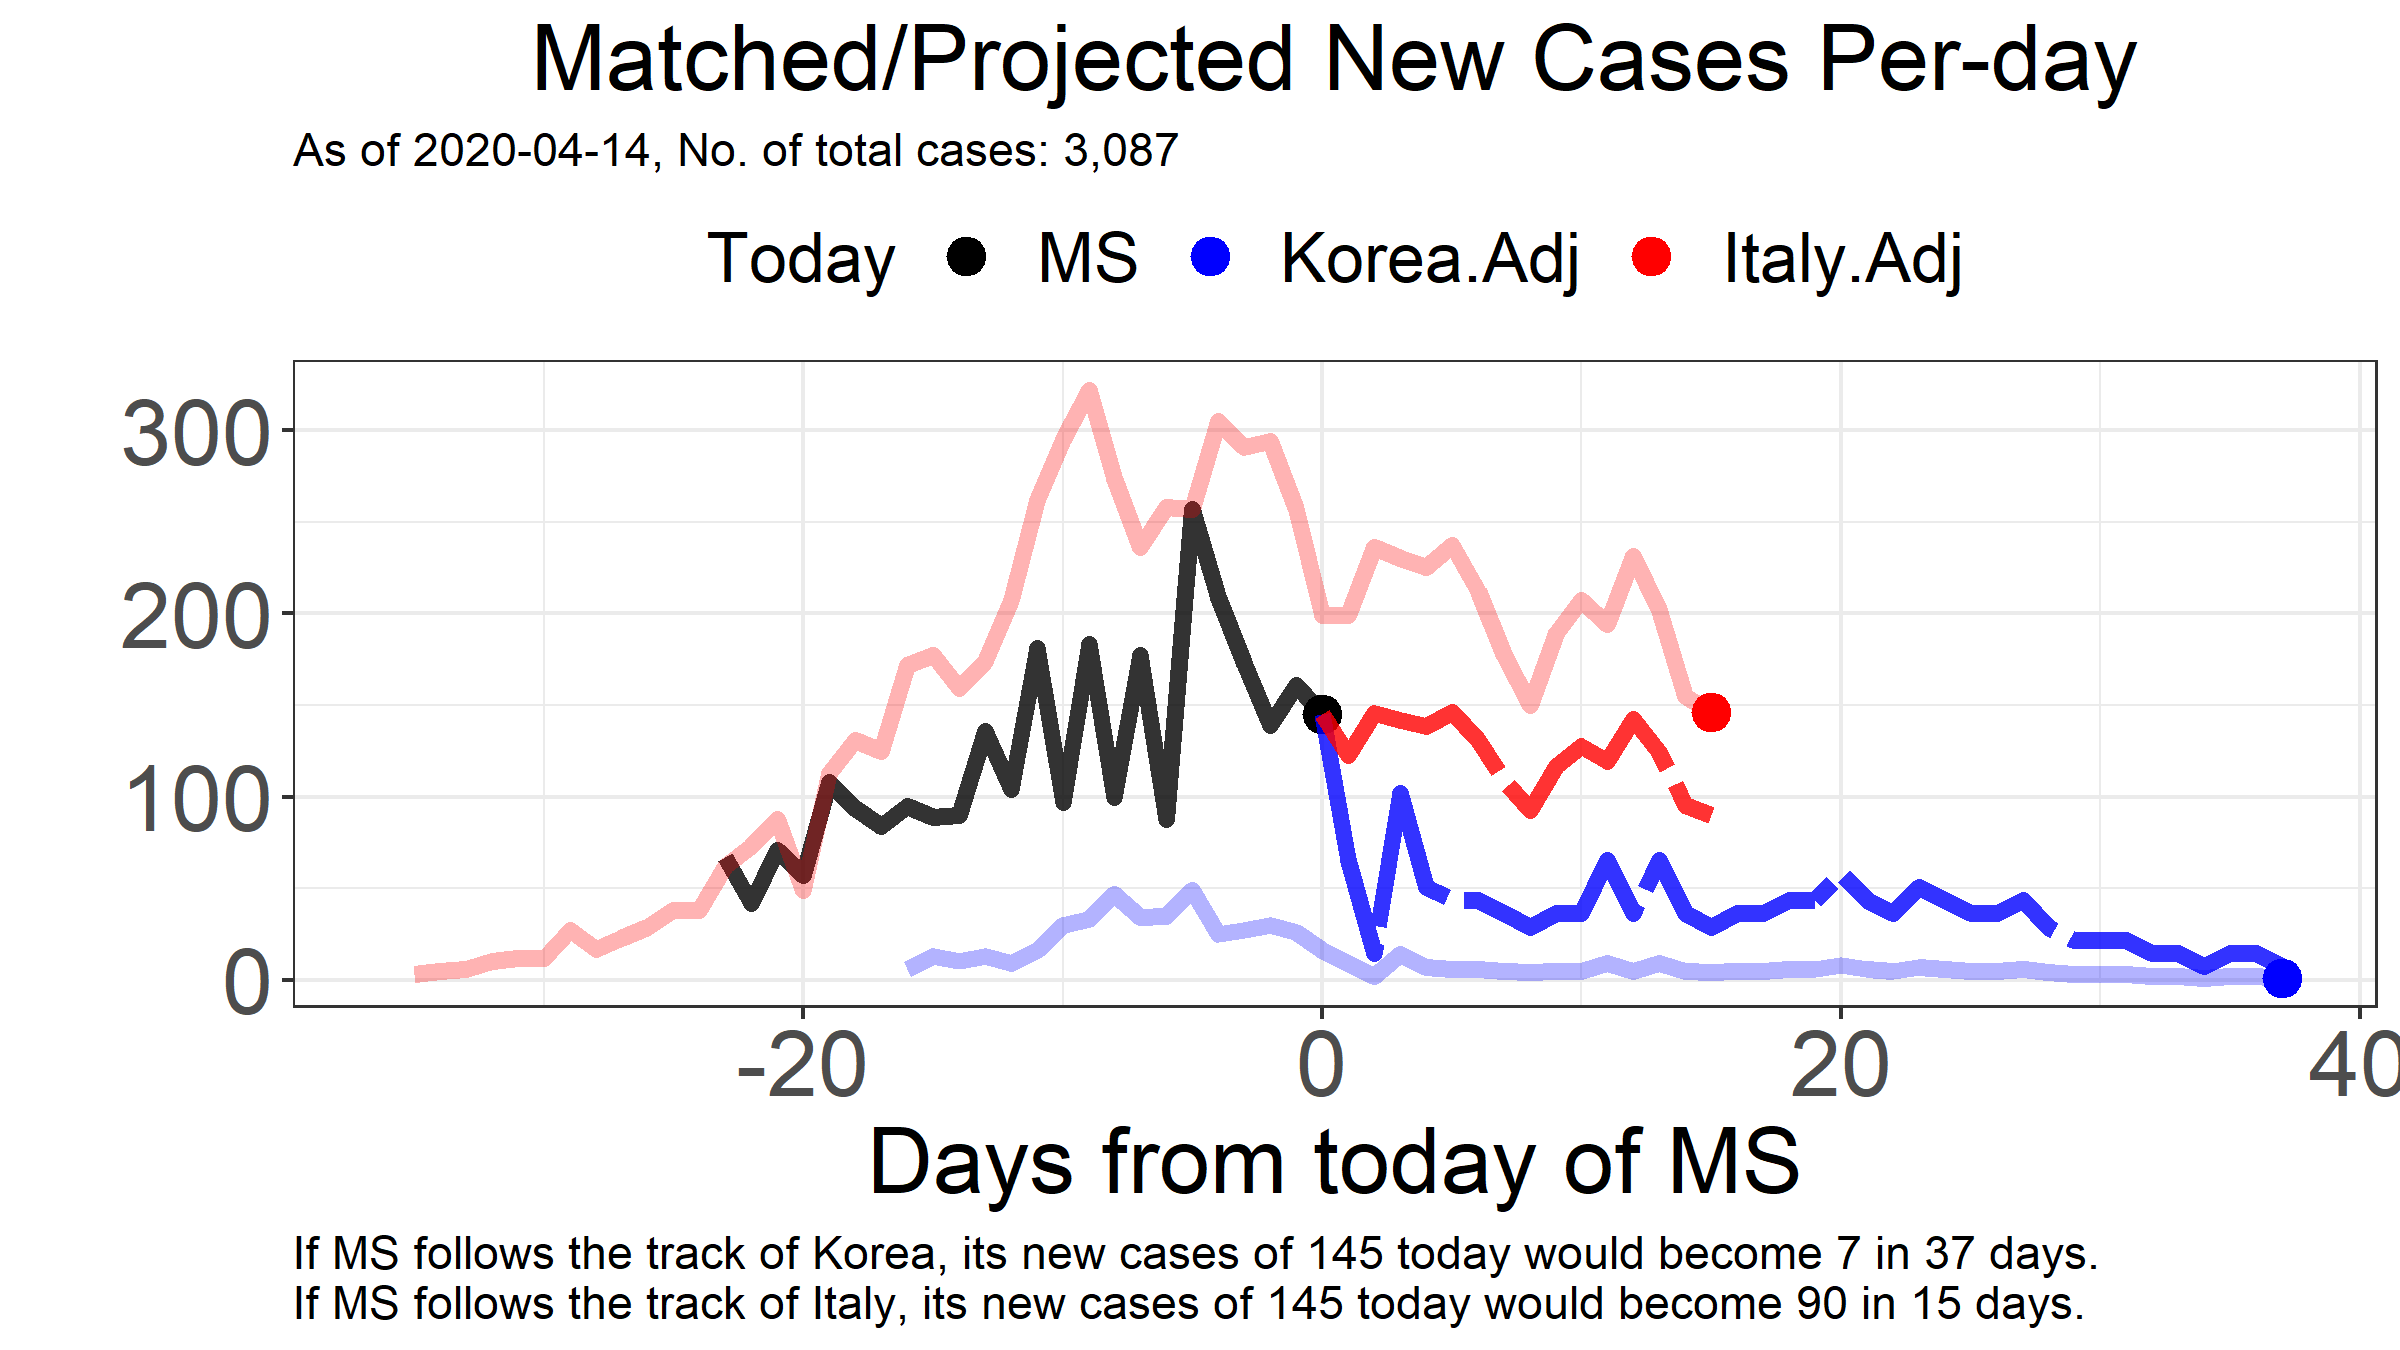 Matched/Projected New Cases Per-day
As of 2020-04-14, No. of total cases: 3,087
Today MS Korea.Adj Italy.Adj
300
200
100
0
-20 0 20 40
Days from today of MS
If MS follows the track of Korea, its new cases of 145 today would become 7 in 37 days.
If MS follows the track of Italy, its new cases of 145 today would become 90 in 15 days.